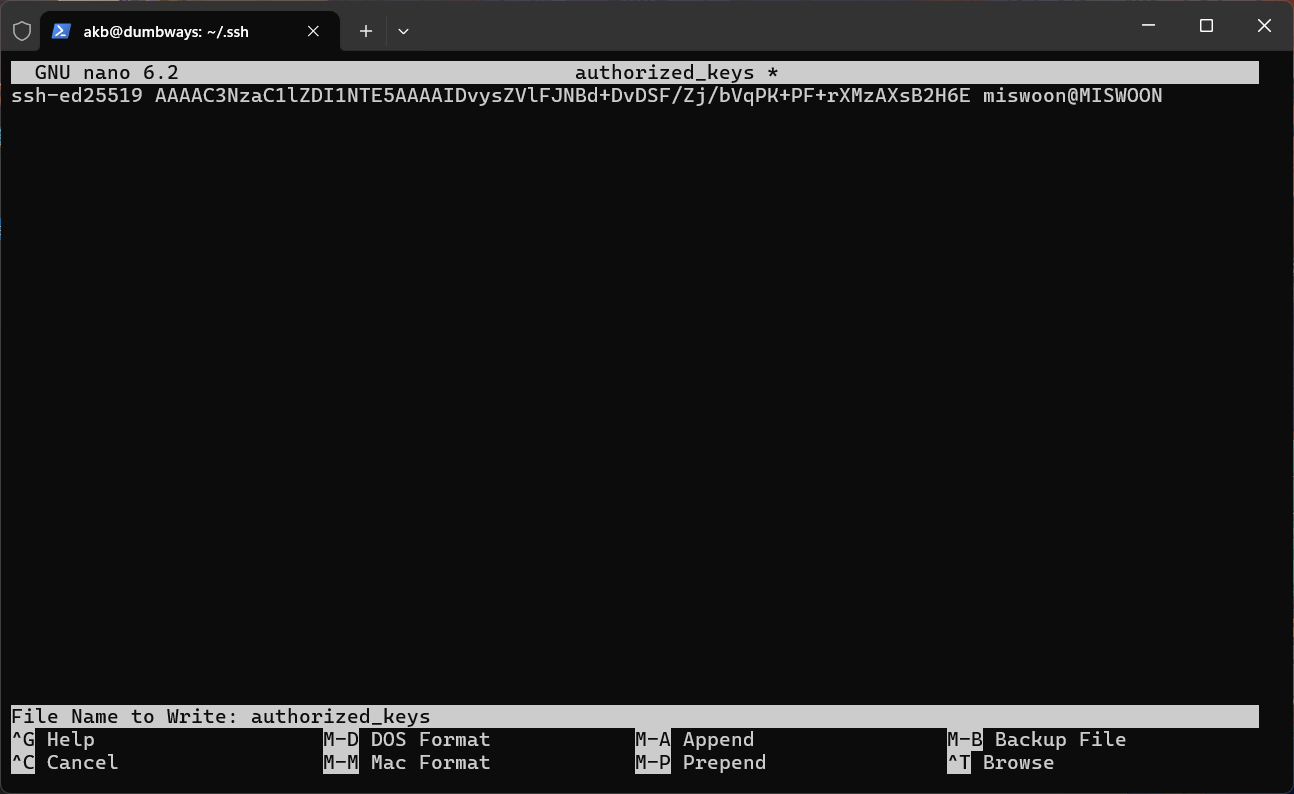 akb@dumbways: ~/.ssh
GNU nano 6.2 authorized_keys *
ssh-ed25519 AAAAC3NzaC1lZDI1NTE5AAAAIDvysZVlFJNBd+DvDSF/Zj/bVqPK+PF+rXMzAXsB2H6E miswoon@MISWOON
File Name to Write: authorized_keys
^G Help M-D DOS Format M-A Append M-B Backup File
^C Cancel M-M Mac Format M-P Prepend ^T Browse